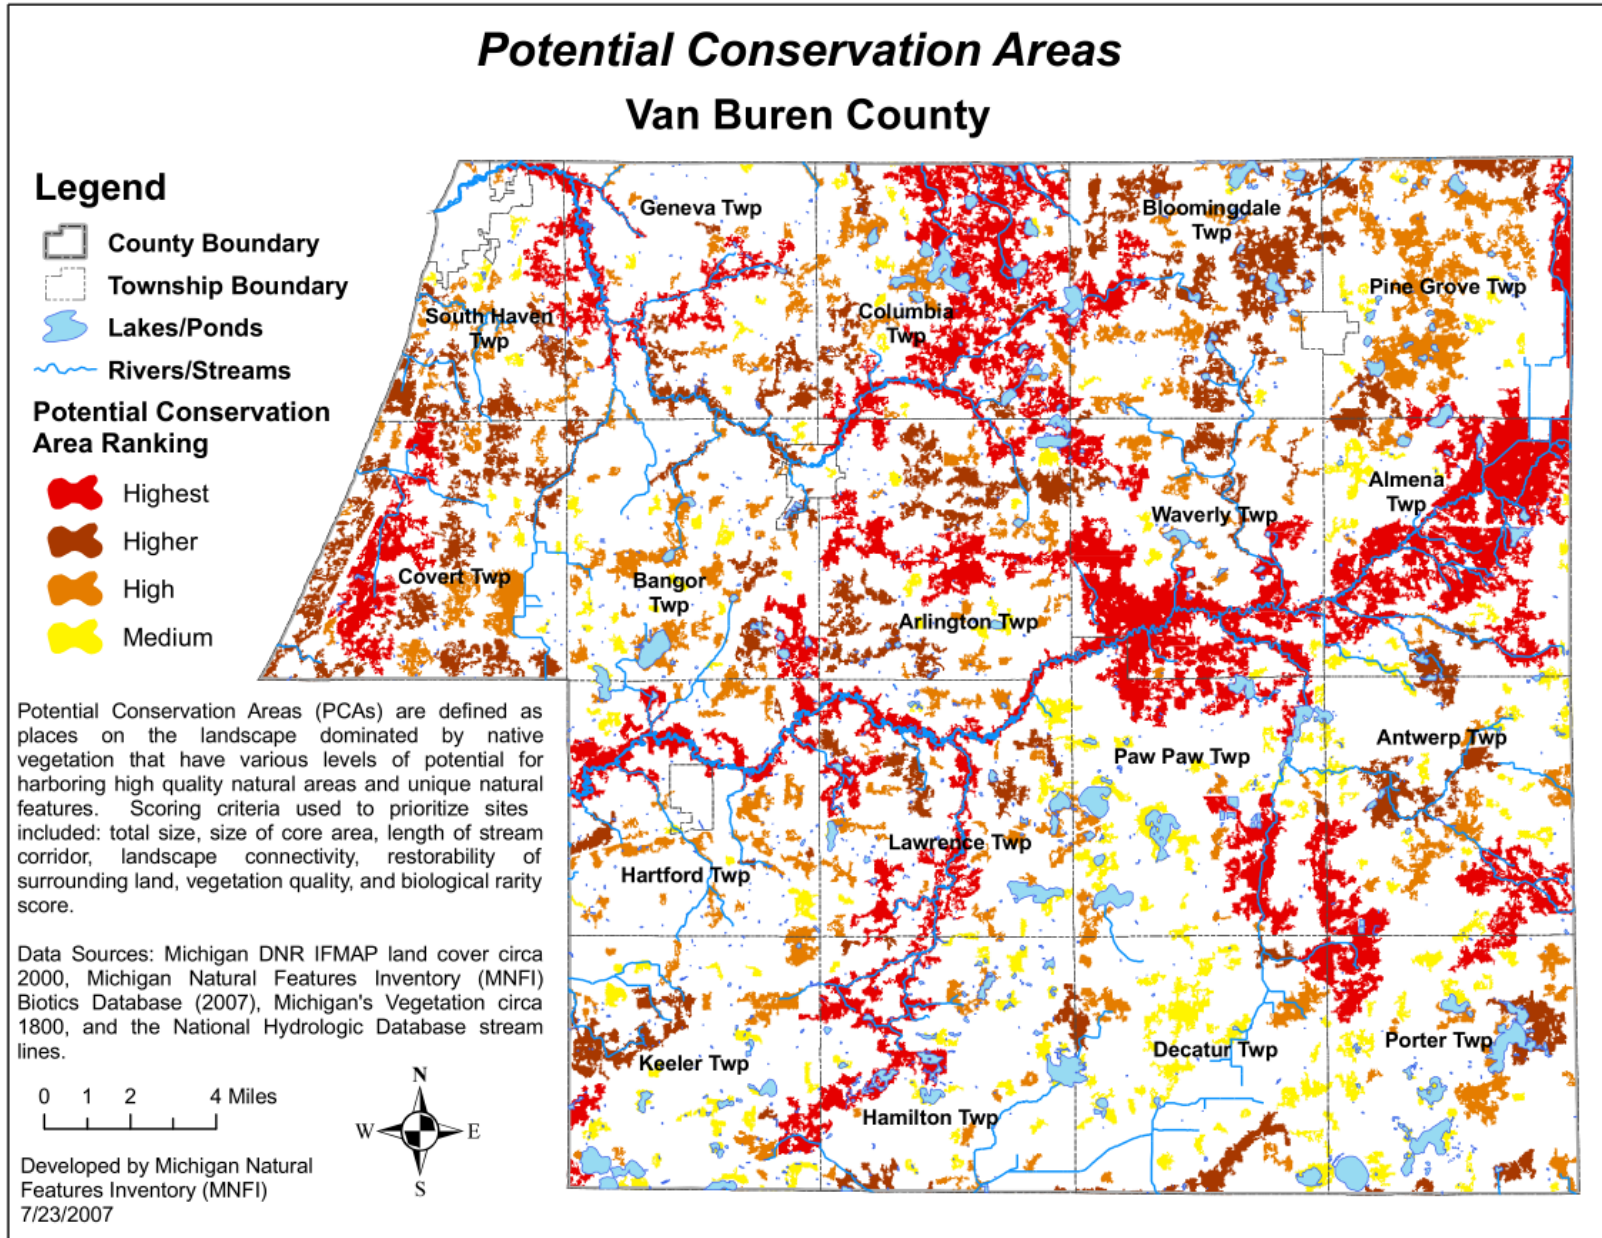 Potential Conservation Areas
Van Buren County
Legend
County Boundary
Township Boundary
Lakes/Ponds
Rivers/Streams
Potential Conservation
Area Ranking
Highest
Higher
High
Medium
Potential Conservation Areas (PCAs) are defined as
places on the landscape dominated by native
vegetation that have various levels of potential for
harboring high quality natural areas and unique natural
features. Scoring criteria used to prioritize sites
included: total size, size of core area, length of stream
corridor, landscape connectivity, restorability of
surrounding land, vegetation quality, and biological rarity
score.
Data Sources: Michigan DNR IFMAP land cover circa
2000, Michigan Natural Features Inventory (MNFI)
Biotics Database (2007), Michigan's Vegetation circa
1800, and the National Hydrologic Database stream
lines.
0 1 2 4 Miles
N
W E
S
Developed by Michigan Natural
Features Inventory (MNFI)
7/23/2007
Geneva Twp
Bloomingdale
Twp
Pine Grove Twp
South Haven
Twp
Columbia
Twp
Almena
Twp
Waverly Twp
Covert Twp
Bangor
Twp
Arlington Twp
Antwerp Twp
Paw Paw Twp
Lawrence Twp
Hartford Twp
Porter Twp
Decatur Twp
Keeler Twp
Hamilton Twp